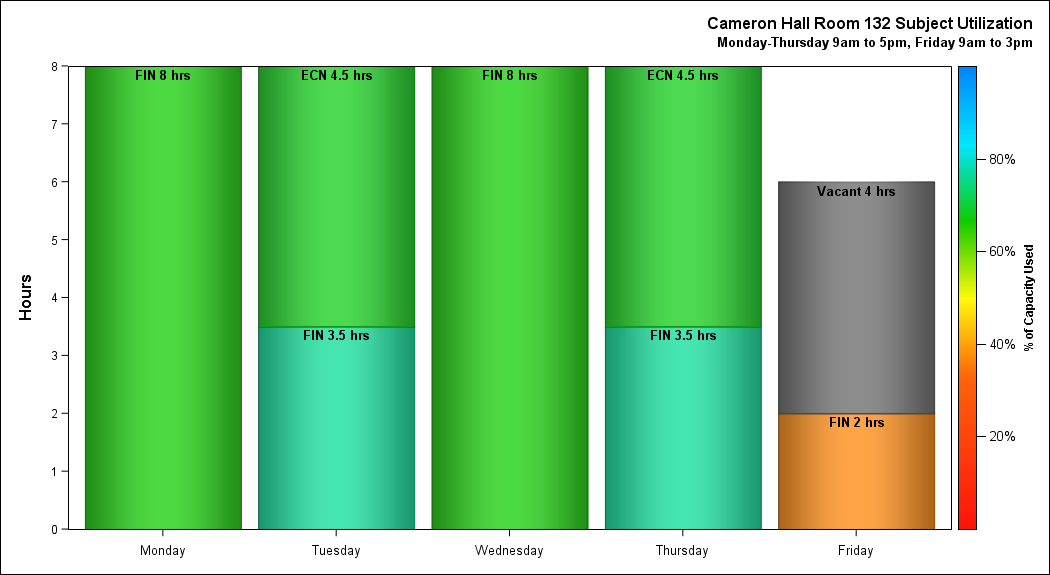 Cameron Hall Room 132 Subject Utilization
Monday-Thursday 9am to 5pm, Friday 9am to 3pm
Hours
8
7
6
5
4
3
2
1
0
FIN 8 hrs
ECN 4.5 hrs
FIN 3.5 hrs
FIN 8 hrs
ECN 4.5 hrs
FIN 3.5 hrs
Vacant 4 hrs
FIN 2 hrs
Monday
Tuesday
Wednesday
Thursday
Friday
80%
60%
40%
20%
% of Capacity Used